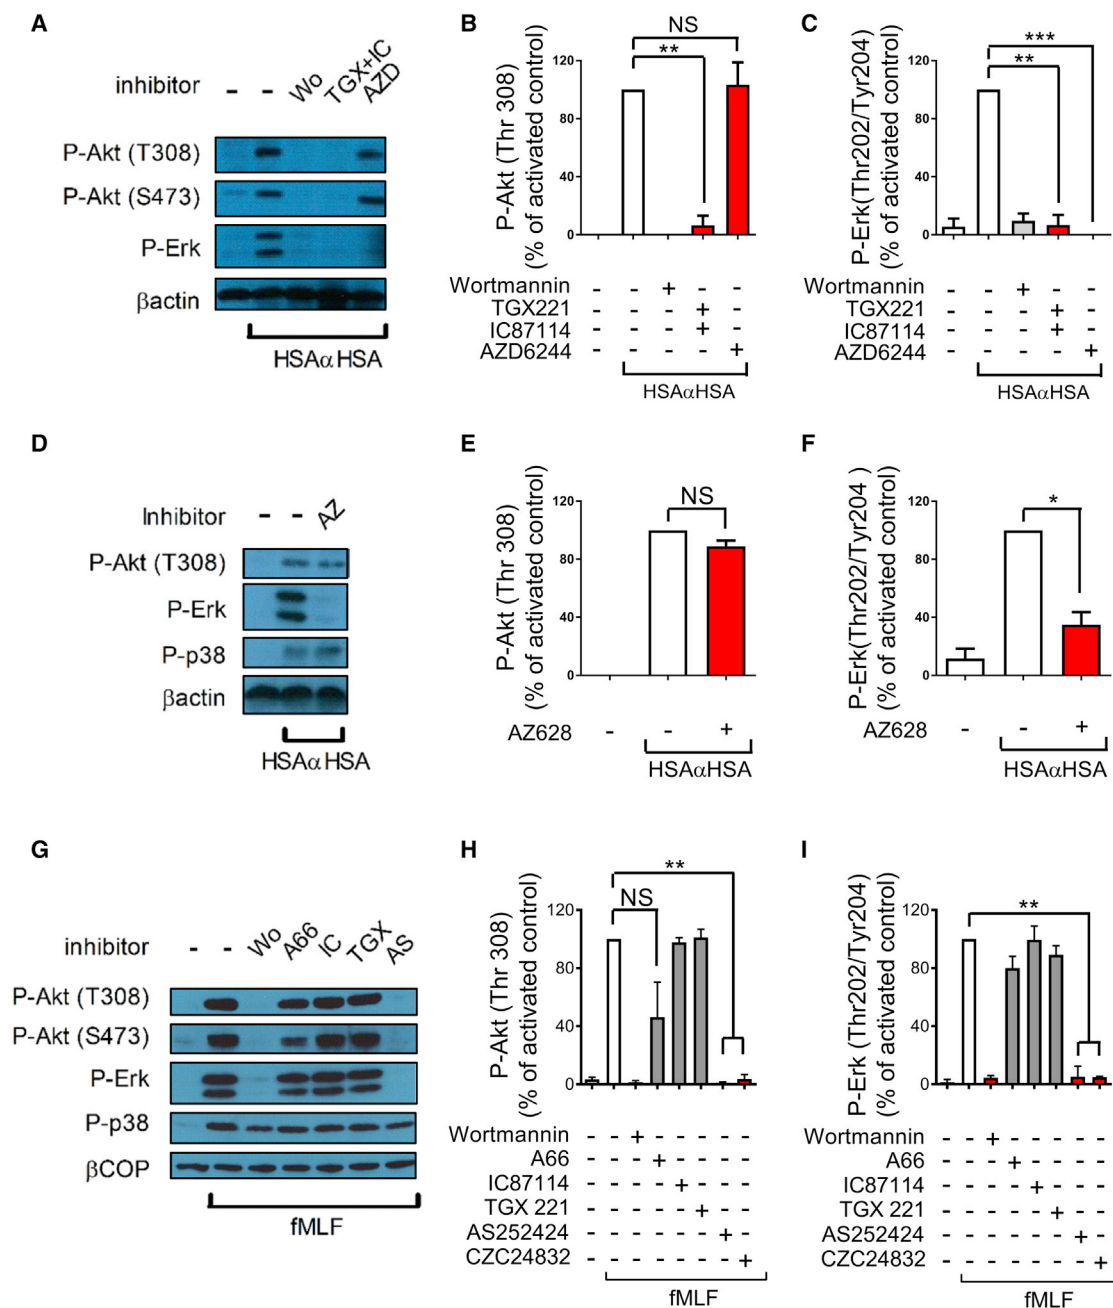 A
inhibitor - - Wo TGX+IC AZD
P-Akt (T308)
P-Akt (S473)
P-Erk
βactin
HSAαHSA
B
P-Akt (Thr 308)
(% of activated control)
120
80
40
0
NS
**
Wortmannin - - + - -
TGX221 - - - + -
IC87114 - - - + -
AZD6244 - - - - +
HSAαHSA
C
P-Erk(Thr202/Tyr204)
(% of activated control)
120
80
40
0
***
**
- - + - -
- - - + -
- - - + -
- - - - +
HSAαHSA
D
Inhibitor - - AZ
P-Akt (T308)
P-Erk
P-p38
βactin
HSAαHSA
E
P-Akt (Thr 308)
(% of activated control)
120
80
40
0
NS
AZ628 - - +
HSAαHSA
F
P-Erk(Thr202/Tyr204 )
(% of activated control)
120
80
40
0
*
AZ628 - - +
HSAαHSA
G
inhibitor - - Wo A66 IC TGX AS
P-Akt (T308)
P-Akt (S473)
P-Erk
P-p38
βCOP
fMLF
H
P-Akt (Thr 308)
(% of activated control)
120
80
40
0
**
NS
Wortmannin - - + - - - - -
A66 - - - + - - - -
IC87114 - - - - + - - -
TGX 221 - - - - - + - -
AS252424 - - - - - - + -
CZC24832 - - - - - - - +
fMLF
I
P-Erk (Thr202/Tyr204)
(% of activated control)
120
80
40
0
**
Wortmannin - - + - - - - -
A66 - - - + - - - -
IC87114 - - - - + - - -
TGX 221 - - - - - + - -
AS252424 - - - - - - + -
CZC24832 - - - - - - - +
fMLF